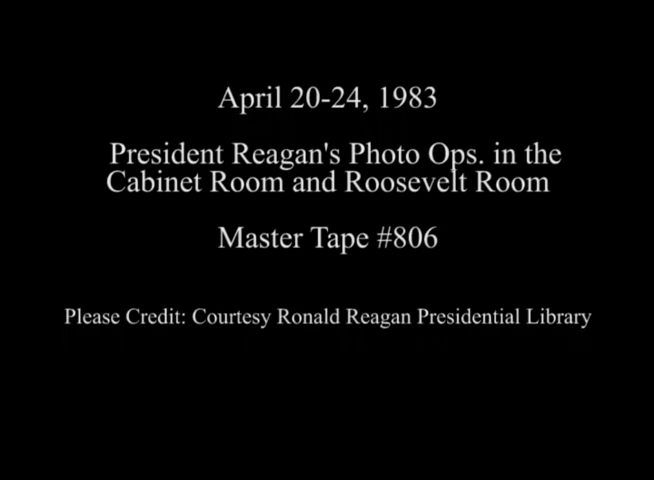 April 20-24, 1983
President Reagan's Photo Ops. in the
Cabinet Room and Roosevelt Room
Master Tape #806
Please Credit: Courtesy Ronald Reagan Presidential Library